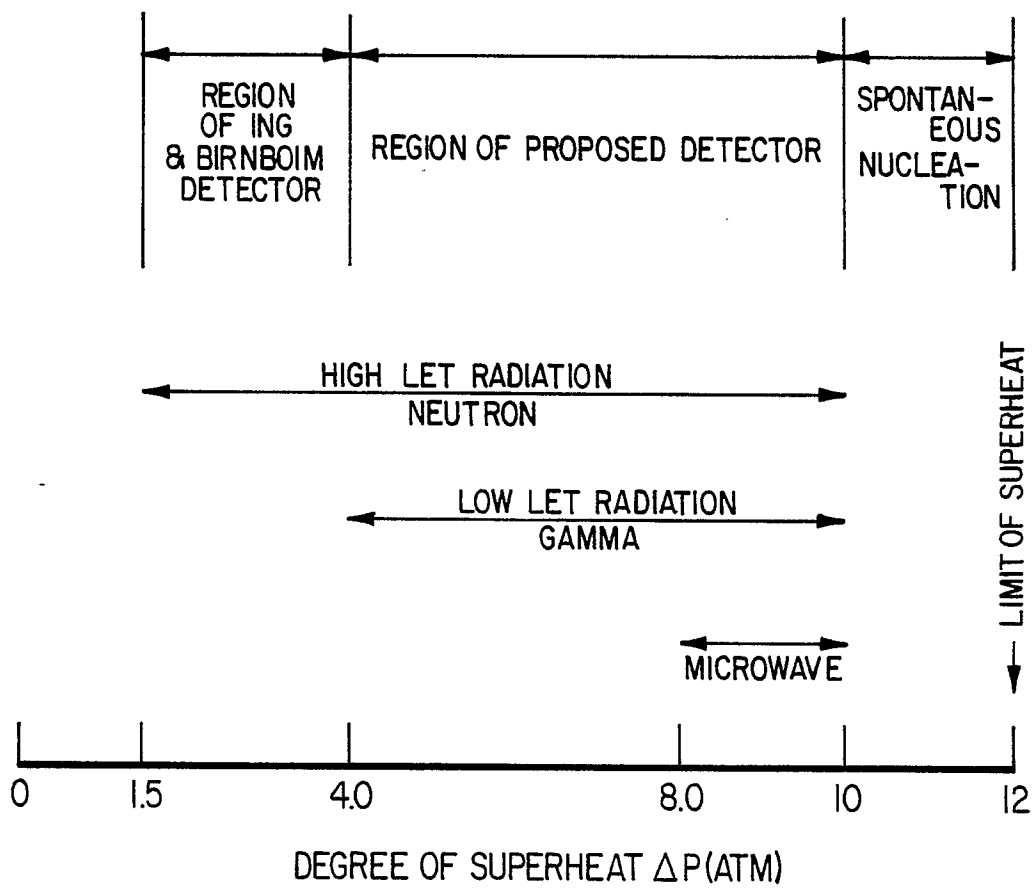 REGION
OF ING
& BIRNBOIM
DETECTOR
REGION OF PROPOSED DETECTOR
SPONTAN-
EOUS
NUCLEA-
TION
HIGH LET RADIATION
NEUTRON
LOW LET RADIATION
GAMMA
MICROWAVE
LIMIT OF SUPERHEAT
0 1.5 4.0 8.0 10 12
DEGREE OF SUPERHEAT ΔP(ATM)